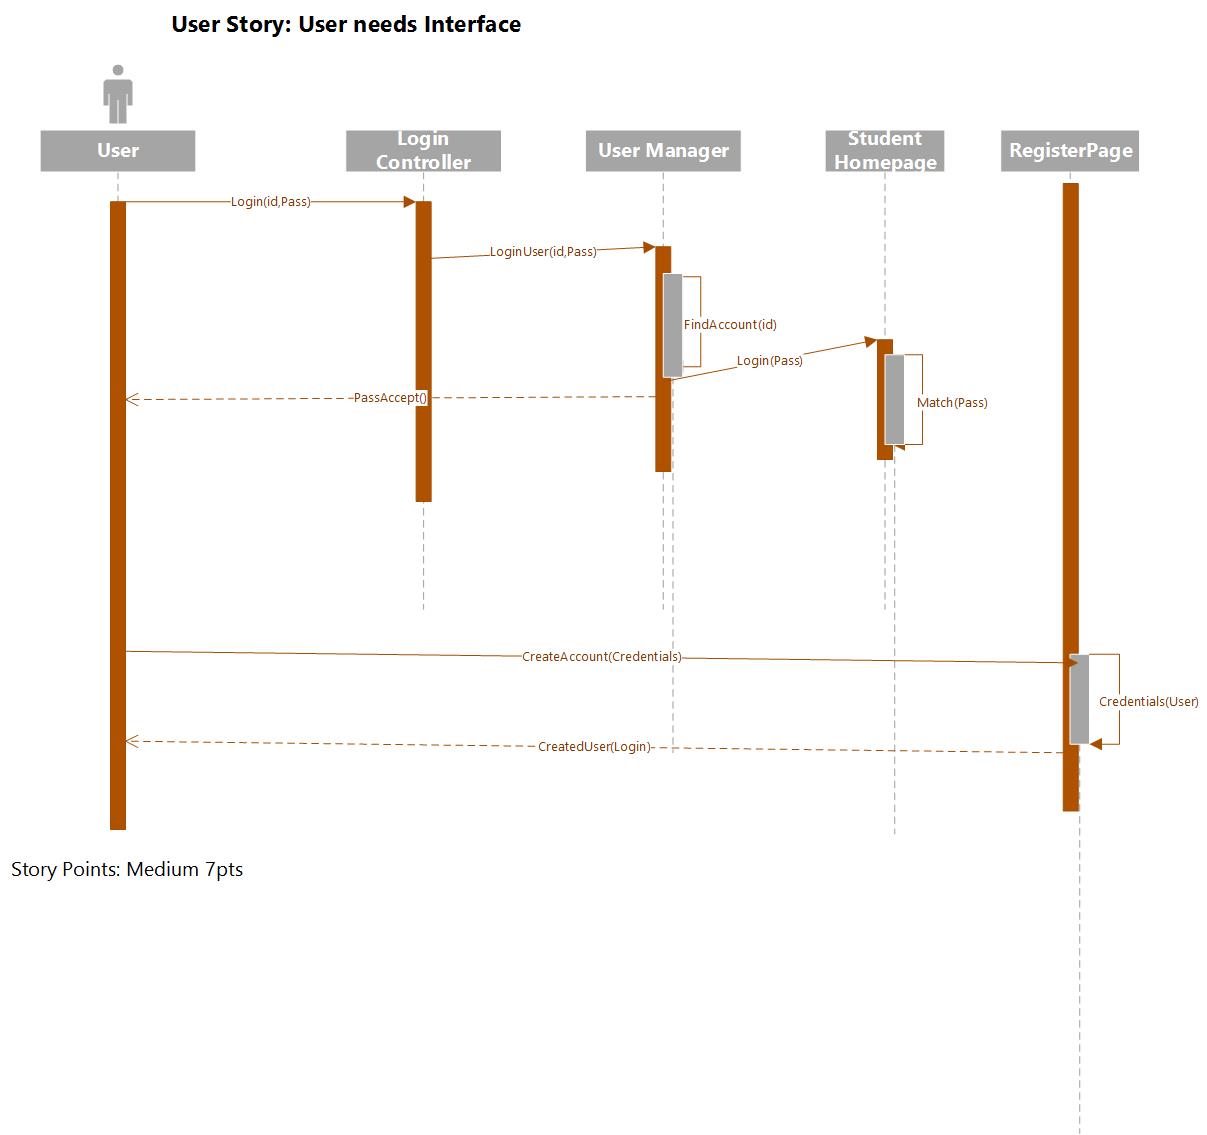 User Story: User needs Interface
User
Login
Controller
User Manager
Student
Homepage
RegisterPage
Login(id,Pass)
LoginUser(id,Pass)
FindAccount(id)
Login(Pass)
PassAccept()
Match(Pass)
CreateAccount(Credentials)
Credentials(User)
CreatedUser(Login)
Story Points: Medium 7pts